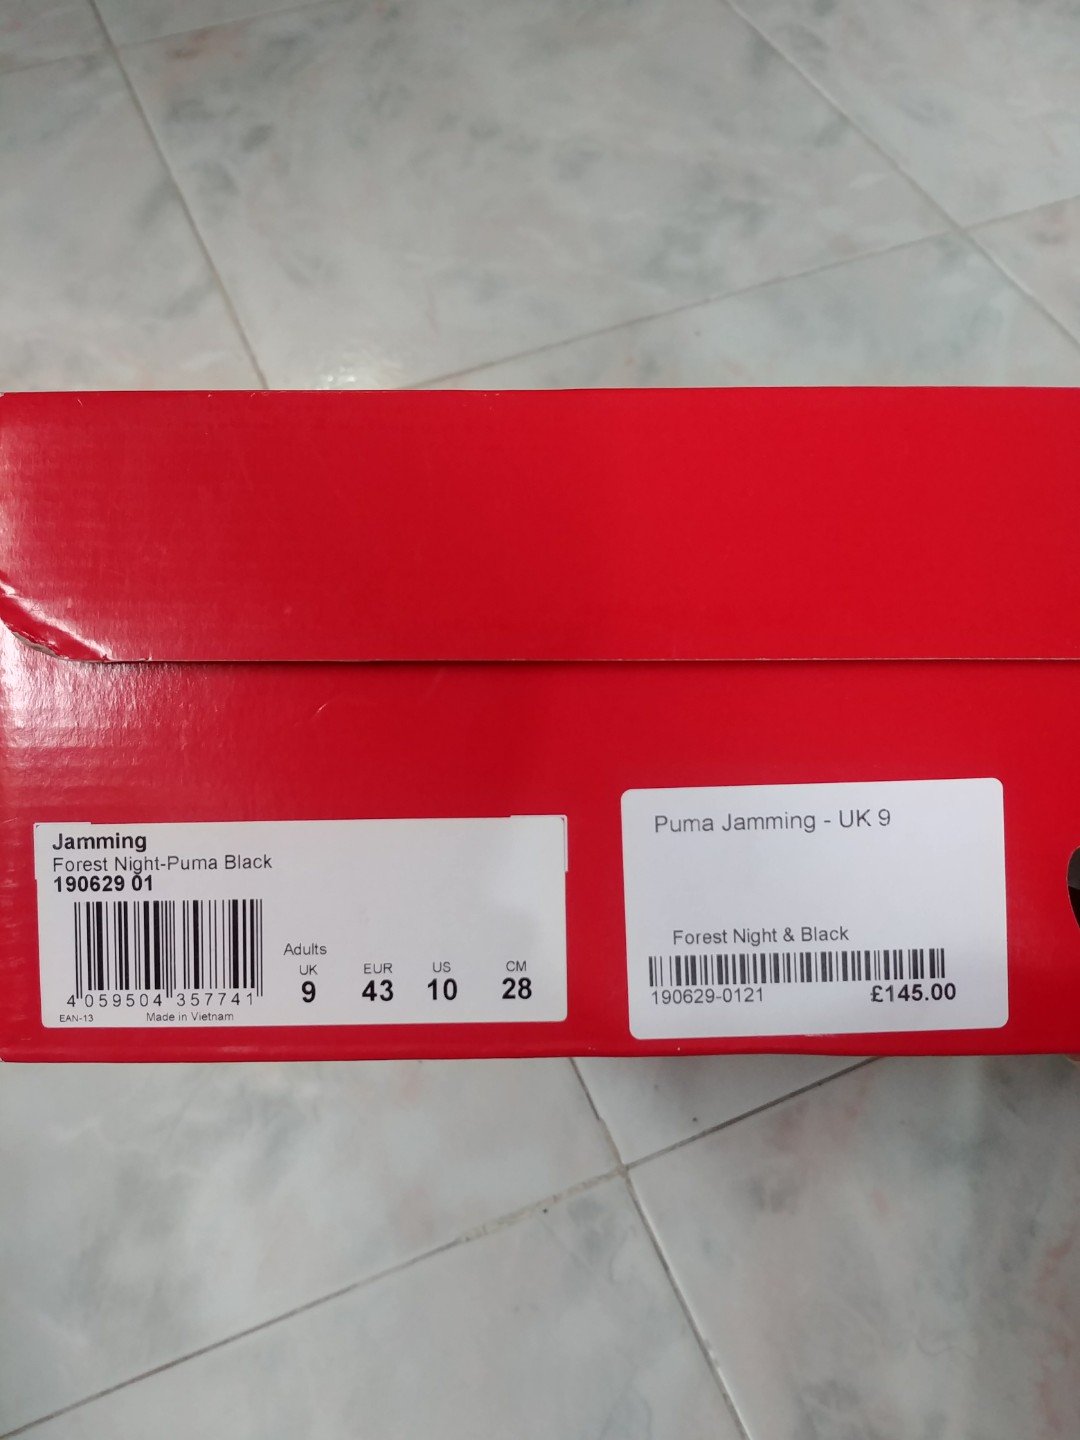 Jamming
Forest Night-Puma Black
190629 01
4 059504 357741
EAN-13
Made in Vietnam
Adults
UK EUR US CM
9 43 10 28
Puma Jamming - UK 9
Forest Night & Black
190629-0121
£145.00